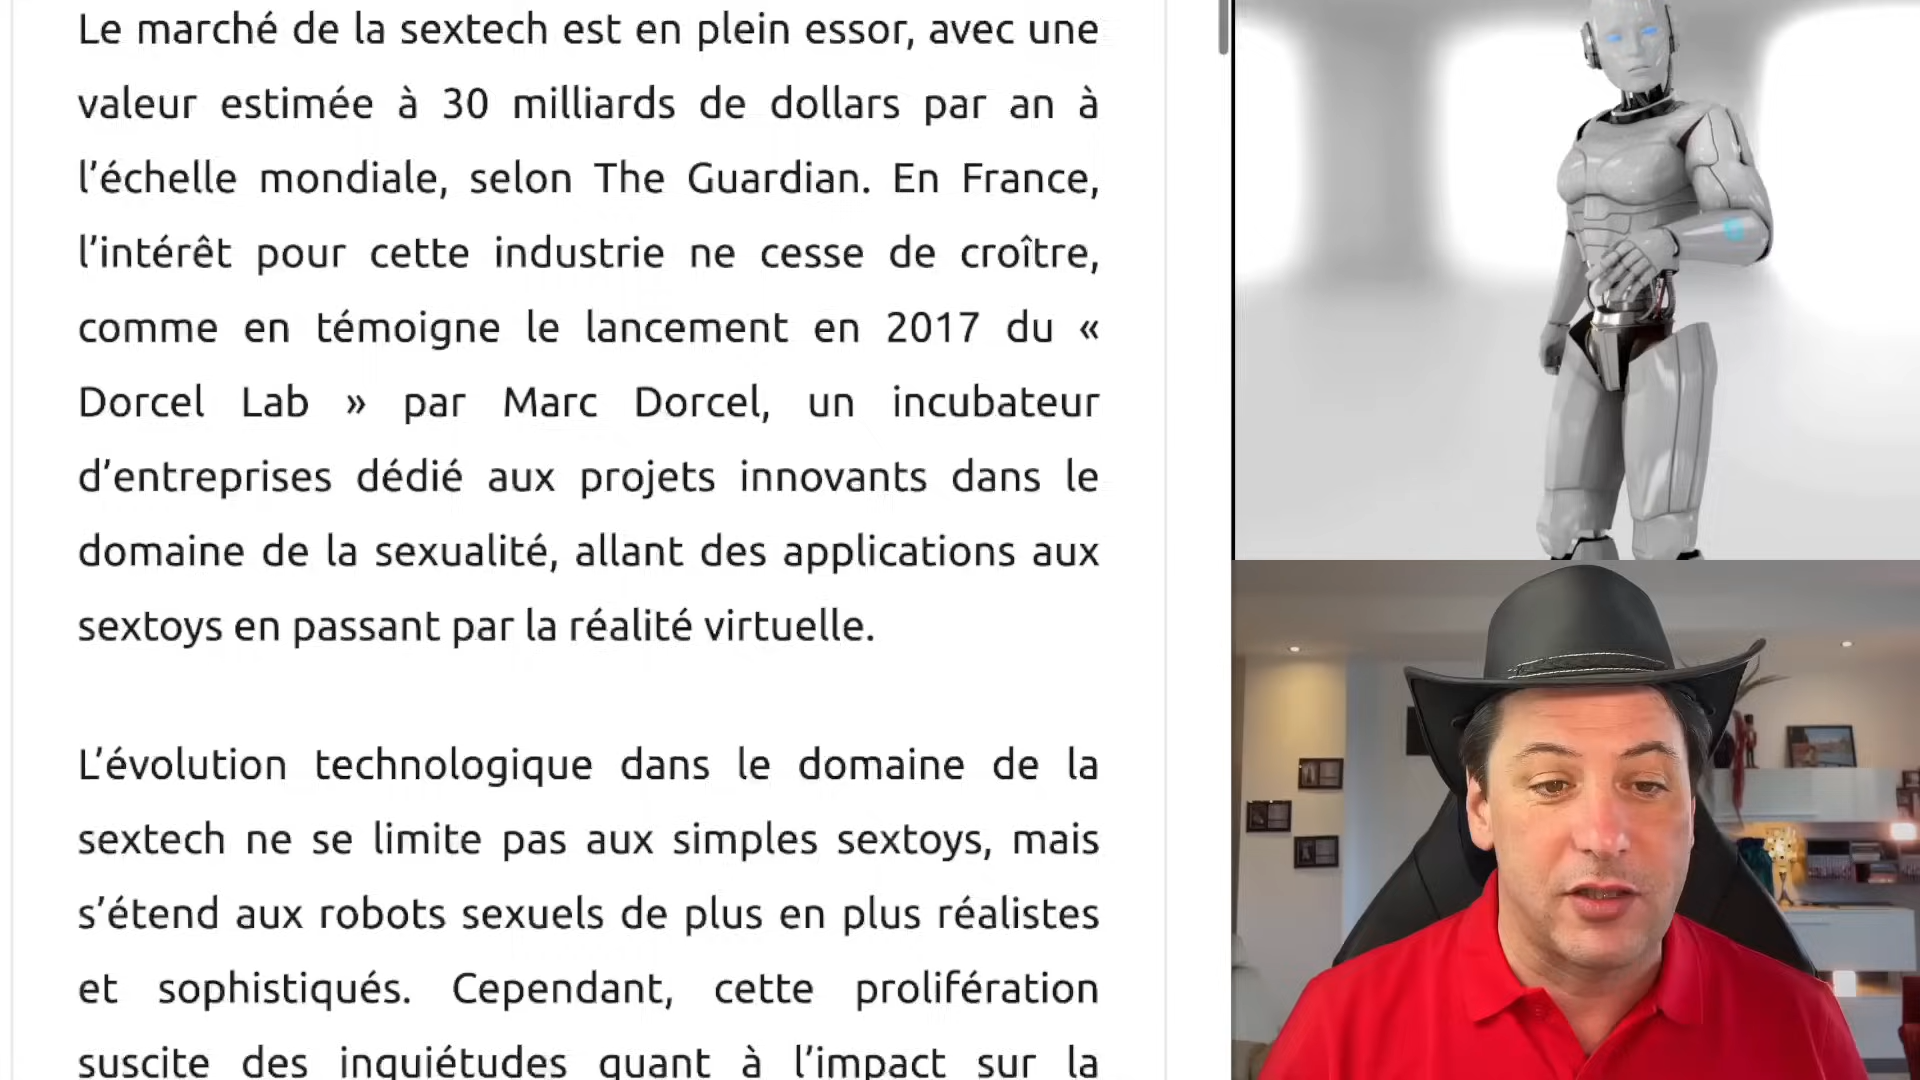 Le marché de la sextech est en plein essor, avec une
valeur estimée à 30 milliards de dollars par an à
l’échelle mondiale, selon The Guardian. En France,
l’intérêt pour cette industrie ne cesse de croître,
comme en témoigne le lancement en 2017 du «
Dorcel Lab » par Marc Dorcel, un incubateur
d’entreprises dédié aux projets innovants dans le
domaine de la sexualité, allant des applications aux
sextoys en passant par la réalité virtuelle.
L’évolution technologique dans le domaine de la
sextech ne se limite pas aux simples sextoys, mais
s’étend aux robots sexuels de plus en plus réalistes
et sophistiqués. Cependant, cette prolifération
suscite des inquiétudes quant à l’impact sur la